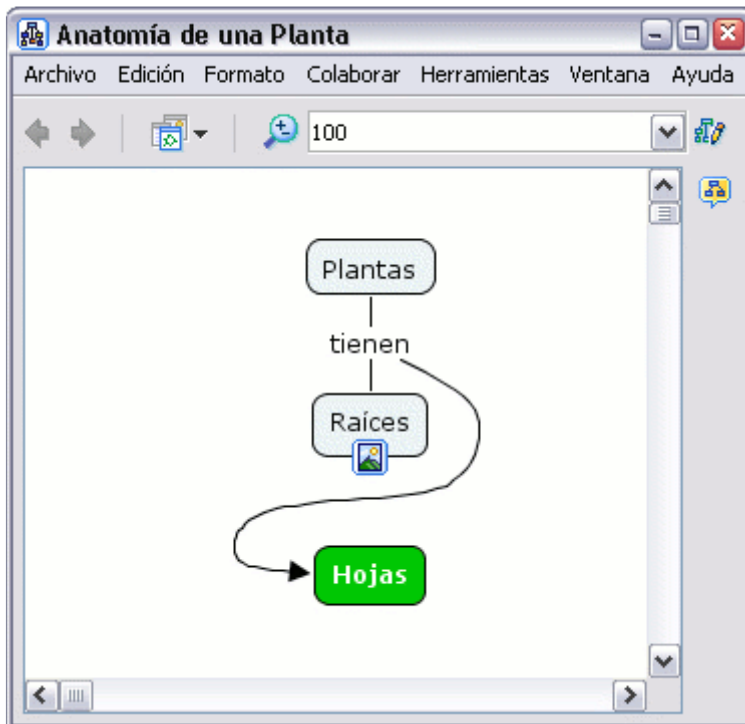 Anatomía de una Planta
Archivo Edición Formato Colaborar Herramientas Ventana Ayuda
100
Plantas
tienen
Raíces
Hojas